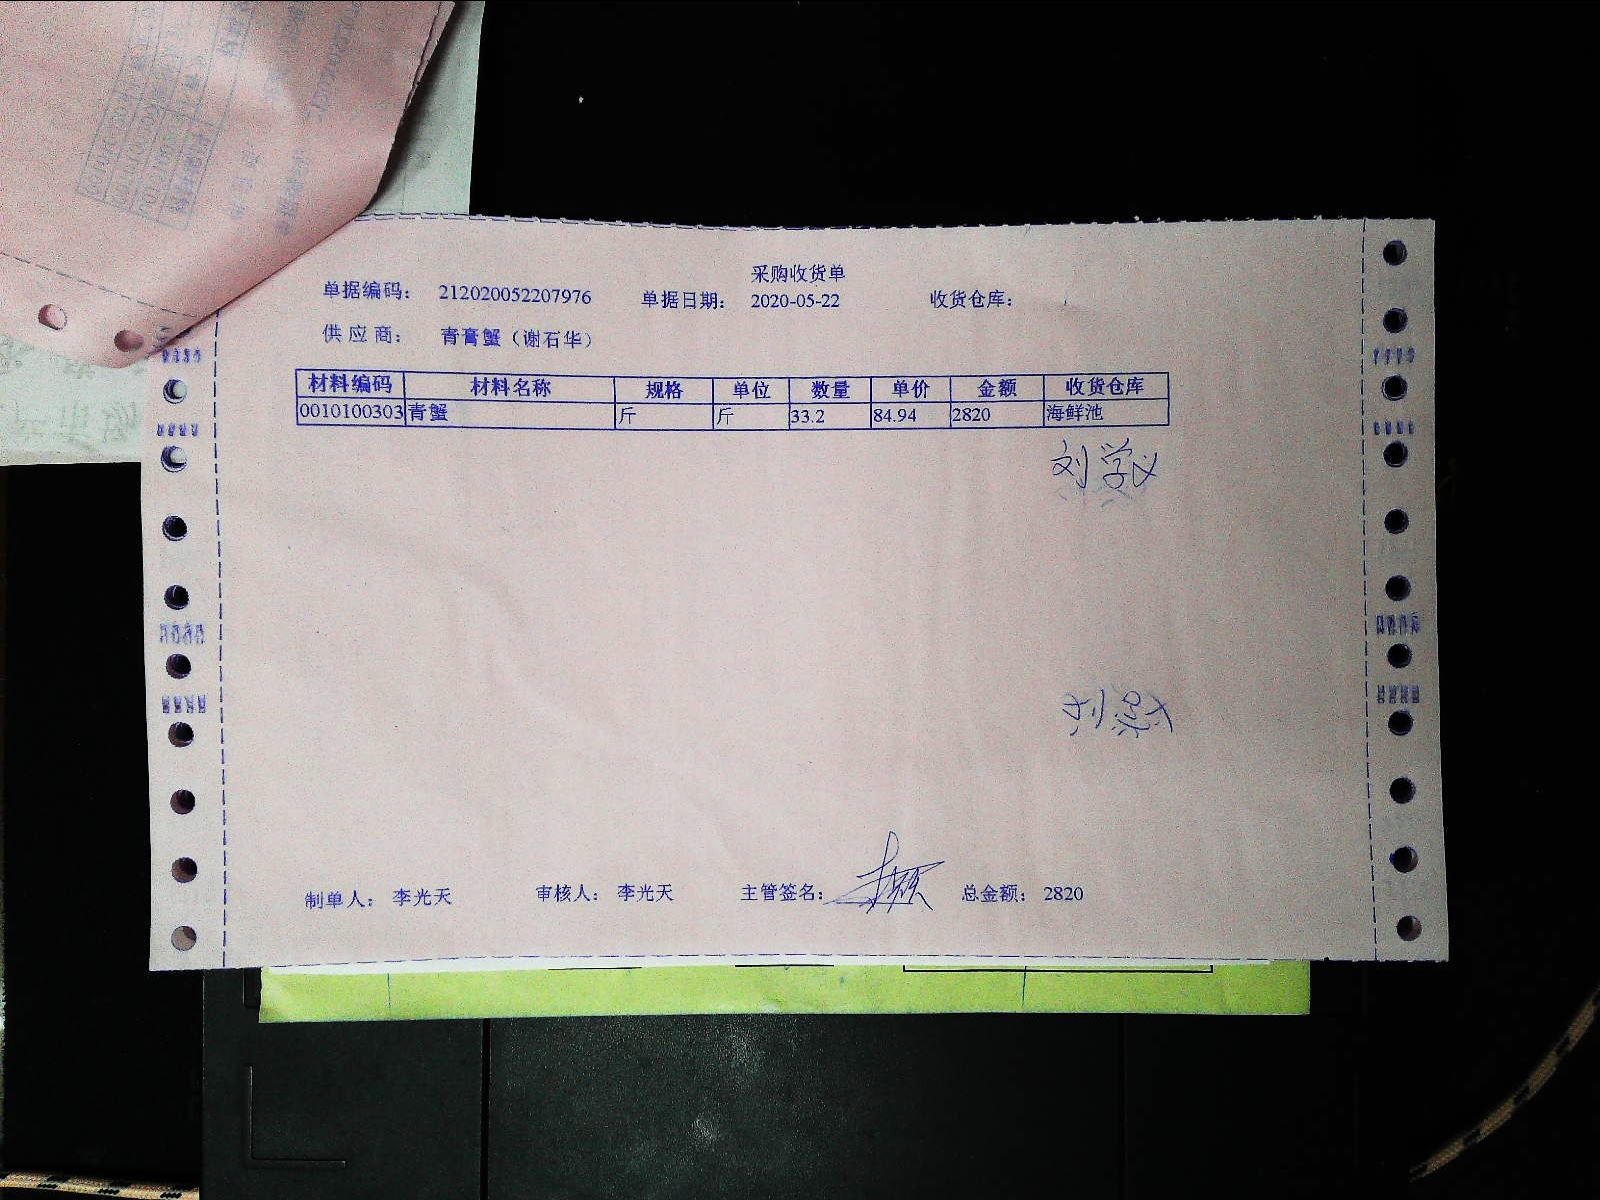 采购收货单
单据编码： 212020052207976 单据日期： 2020-05-22 收货仓库：
供 应 商： 青膏蟹（谢石华）
材料编码 材料名称 规格 单位 数量 单价 金额 收货仓库
0010100303 青蟹 斤 斤 33.2 84.94 2820 海鲜池
刘学义
制单人： 李光天 审核人： 李光天 主管签名： 总金额： 2820